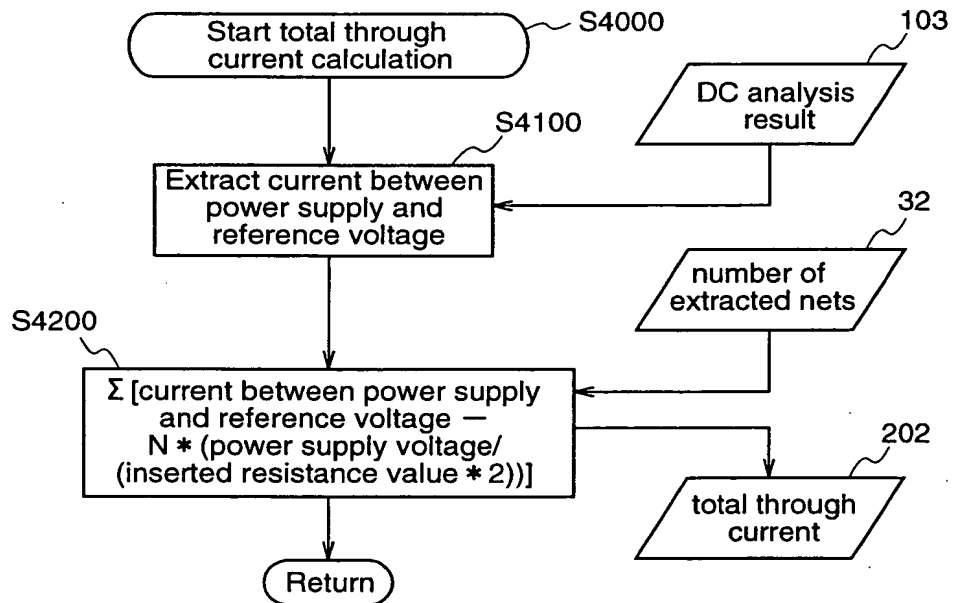 Start total through
current calculation
S4000
103
DC analysis
result
S4100
Extract current between
power supply and
reference voltage
32
number of
extracted nets
S4200
Σ [current between power supply
and reference voltage —
N * (power supply voltage/
(inserted resistance value * 2))]
202
total through
current
Return